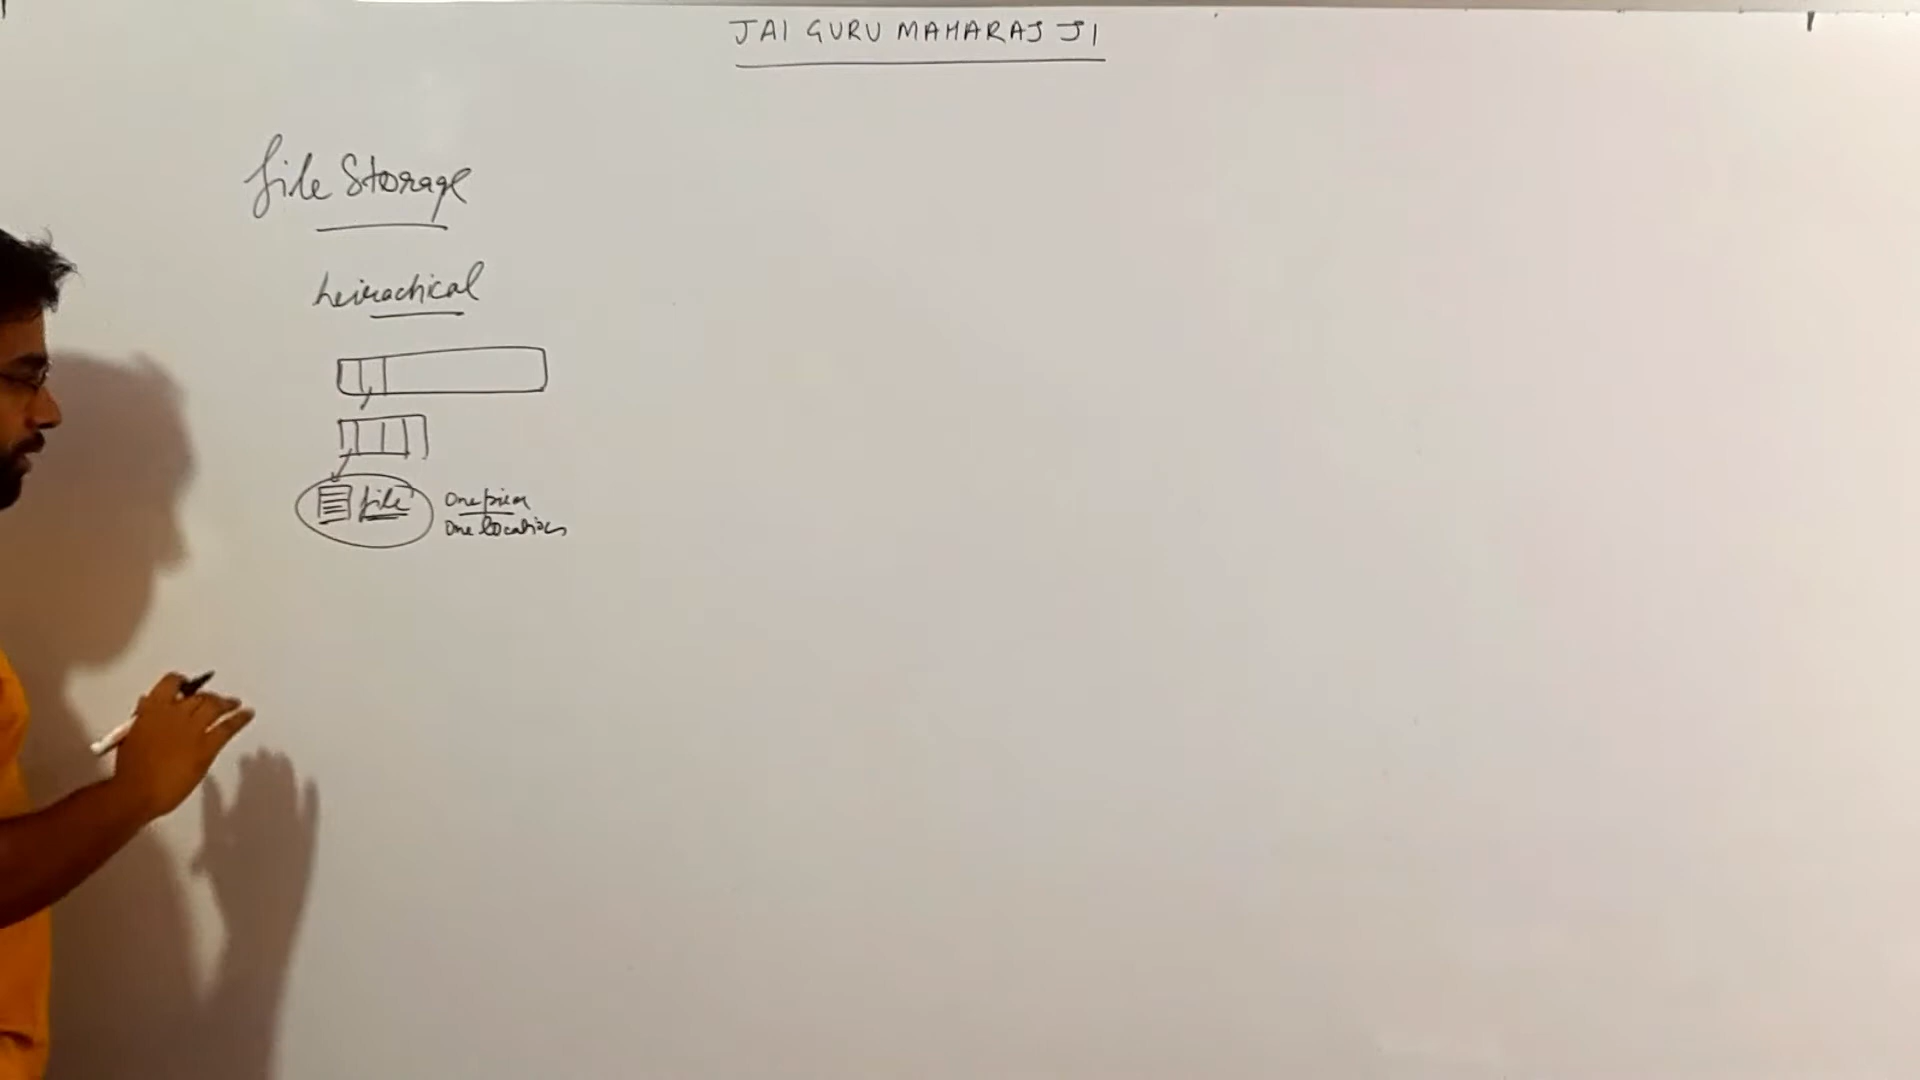 JAI GURU MAHARAJ JI
File Storage
heirachical
file
One piece
One location